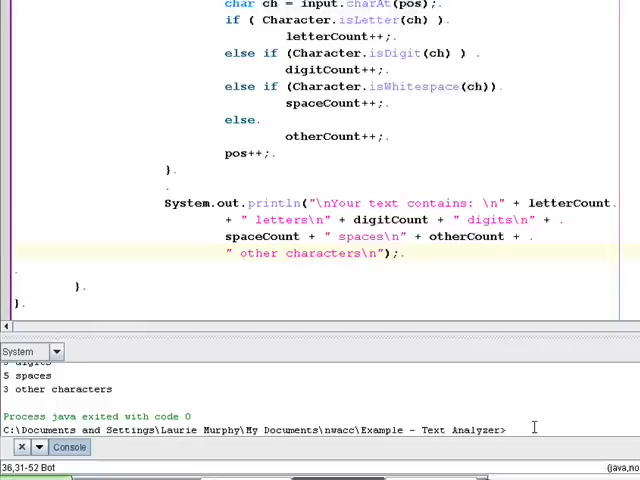 char ch = input.charAt(pos);.
if ( Character.isLetter(ch) ).
letterCount++;.
else if (Character.isDigit(ch) ) .
digitCount++;.
else if (Character.isWhitespace(ch)).
spaceCount++;.
else.
otherCount++;.
pos++;.
}.
.
System.out.println("\nYour text contains: \n" + letterCount.
+ " letters\n" + digitCount + " digits\n" + .
spaceCount + " spaces\n" + otherCount + .
" other characters\n");.
.
}.
}.
System
digits
5 spaces
3 other characters
Process java exited with code 0
C:\Documents and Settings\Laurie Murphy\My Documents\nwacc\Example - Text Analyzer>
Console
36,31-52 Bot
(java,no